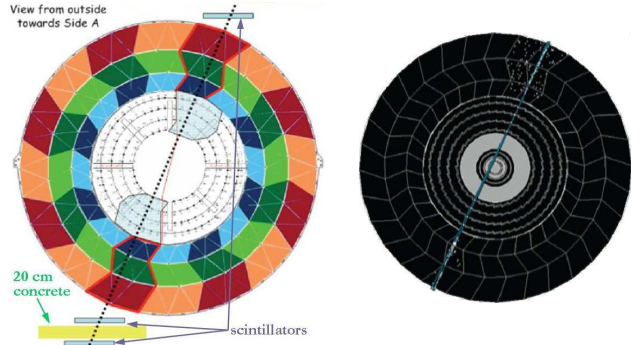 View from outside
towards Side A
20 cm
concrete
scintillators